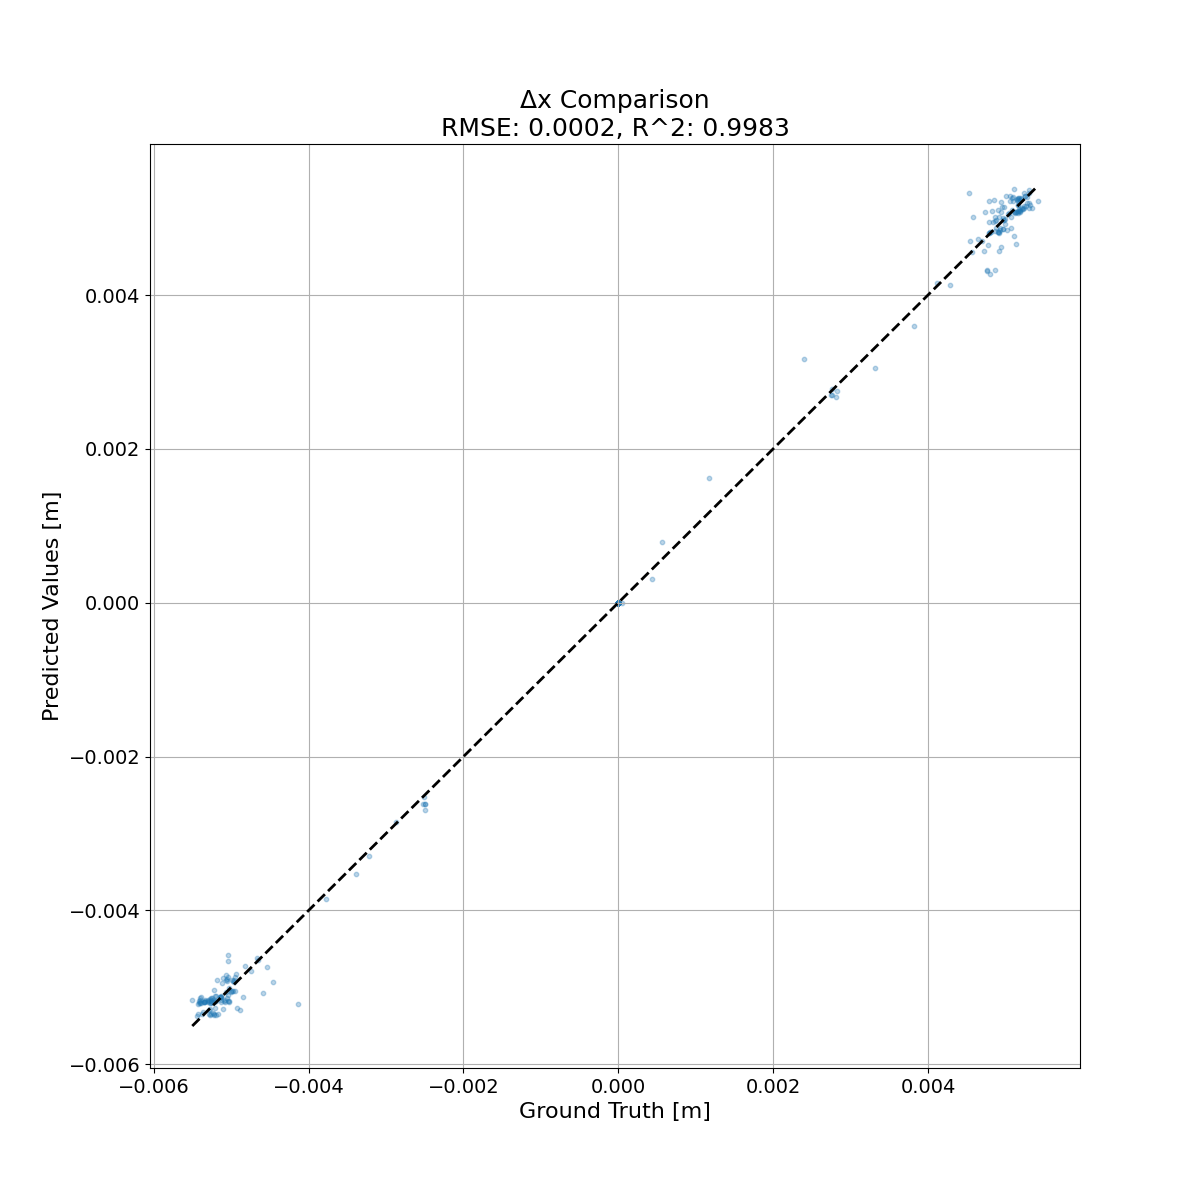 Δx Comparison
RMSE: 0.0002, R^2: 0.9983
Predicted Values [m]
0.004
0.002
0.000
−0.002
−0.004
−0.006
−0.006 −0.004 −0.002 0.000 0.002 0.004
Ground Truth [m]